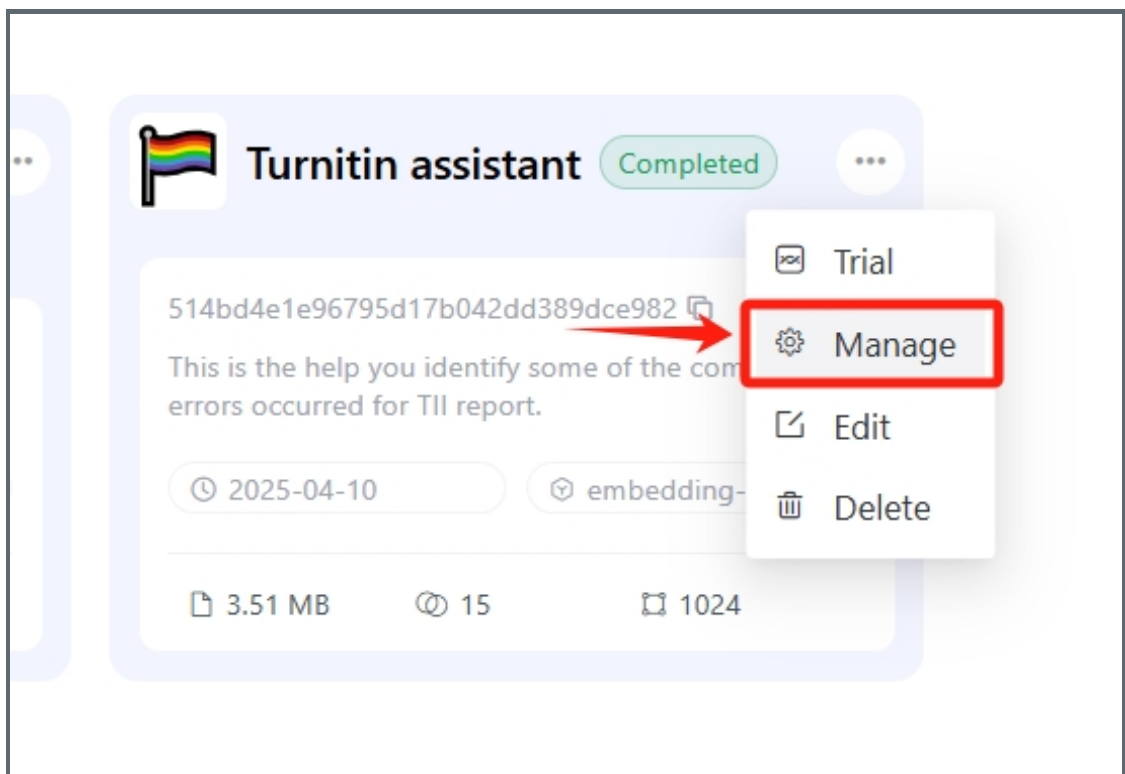 Turnitin assistant Completed
Trial
514bd4e1e96795d17b042dd389dce982
Manage
This is the help you identify some of the com
errors occurred for TII report.
Edit
2025-04-10 embedding-
Delete
3.51 MB 15 1024